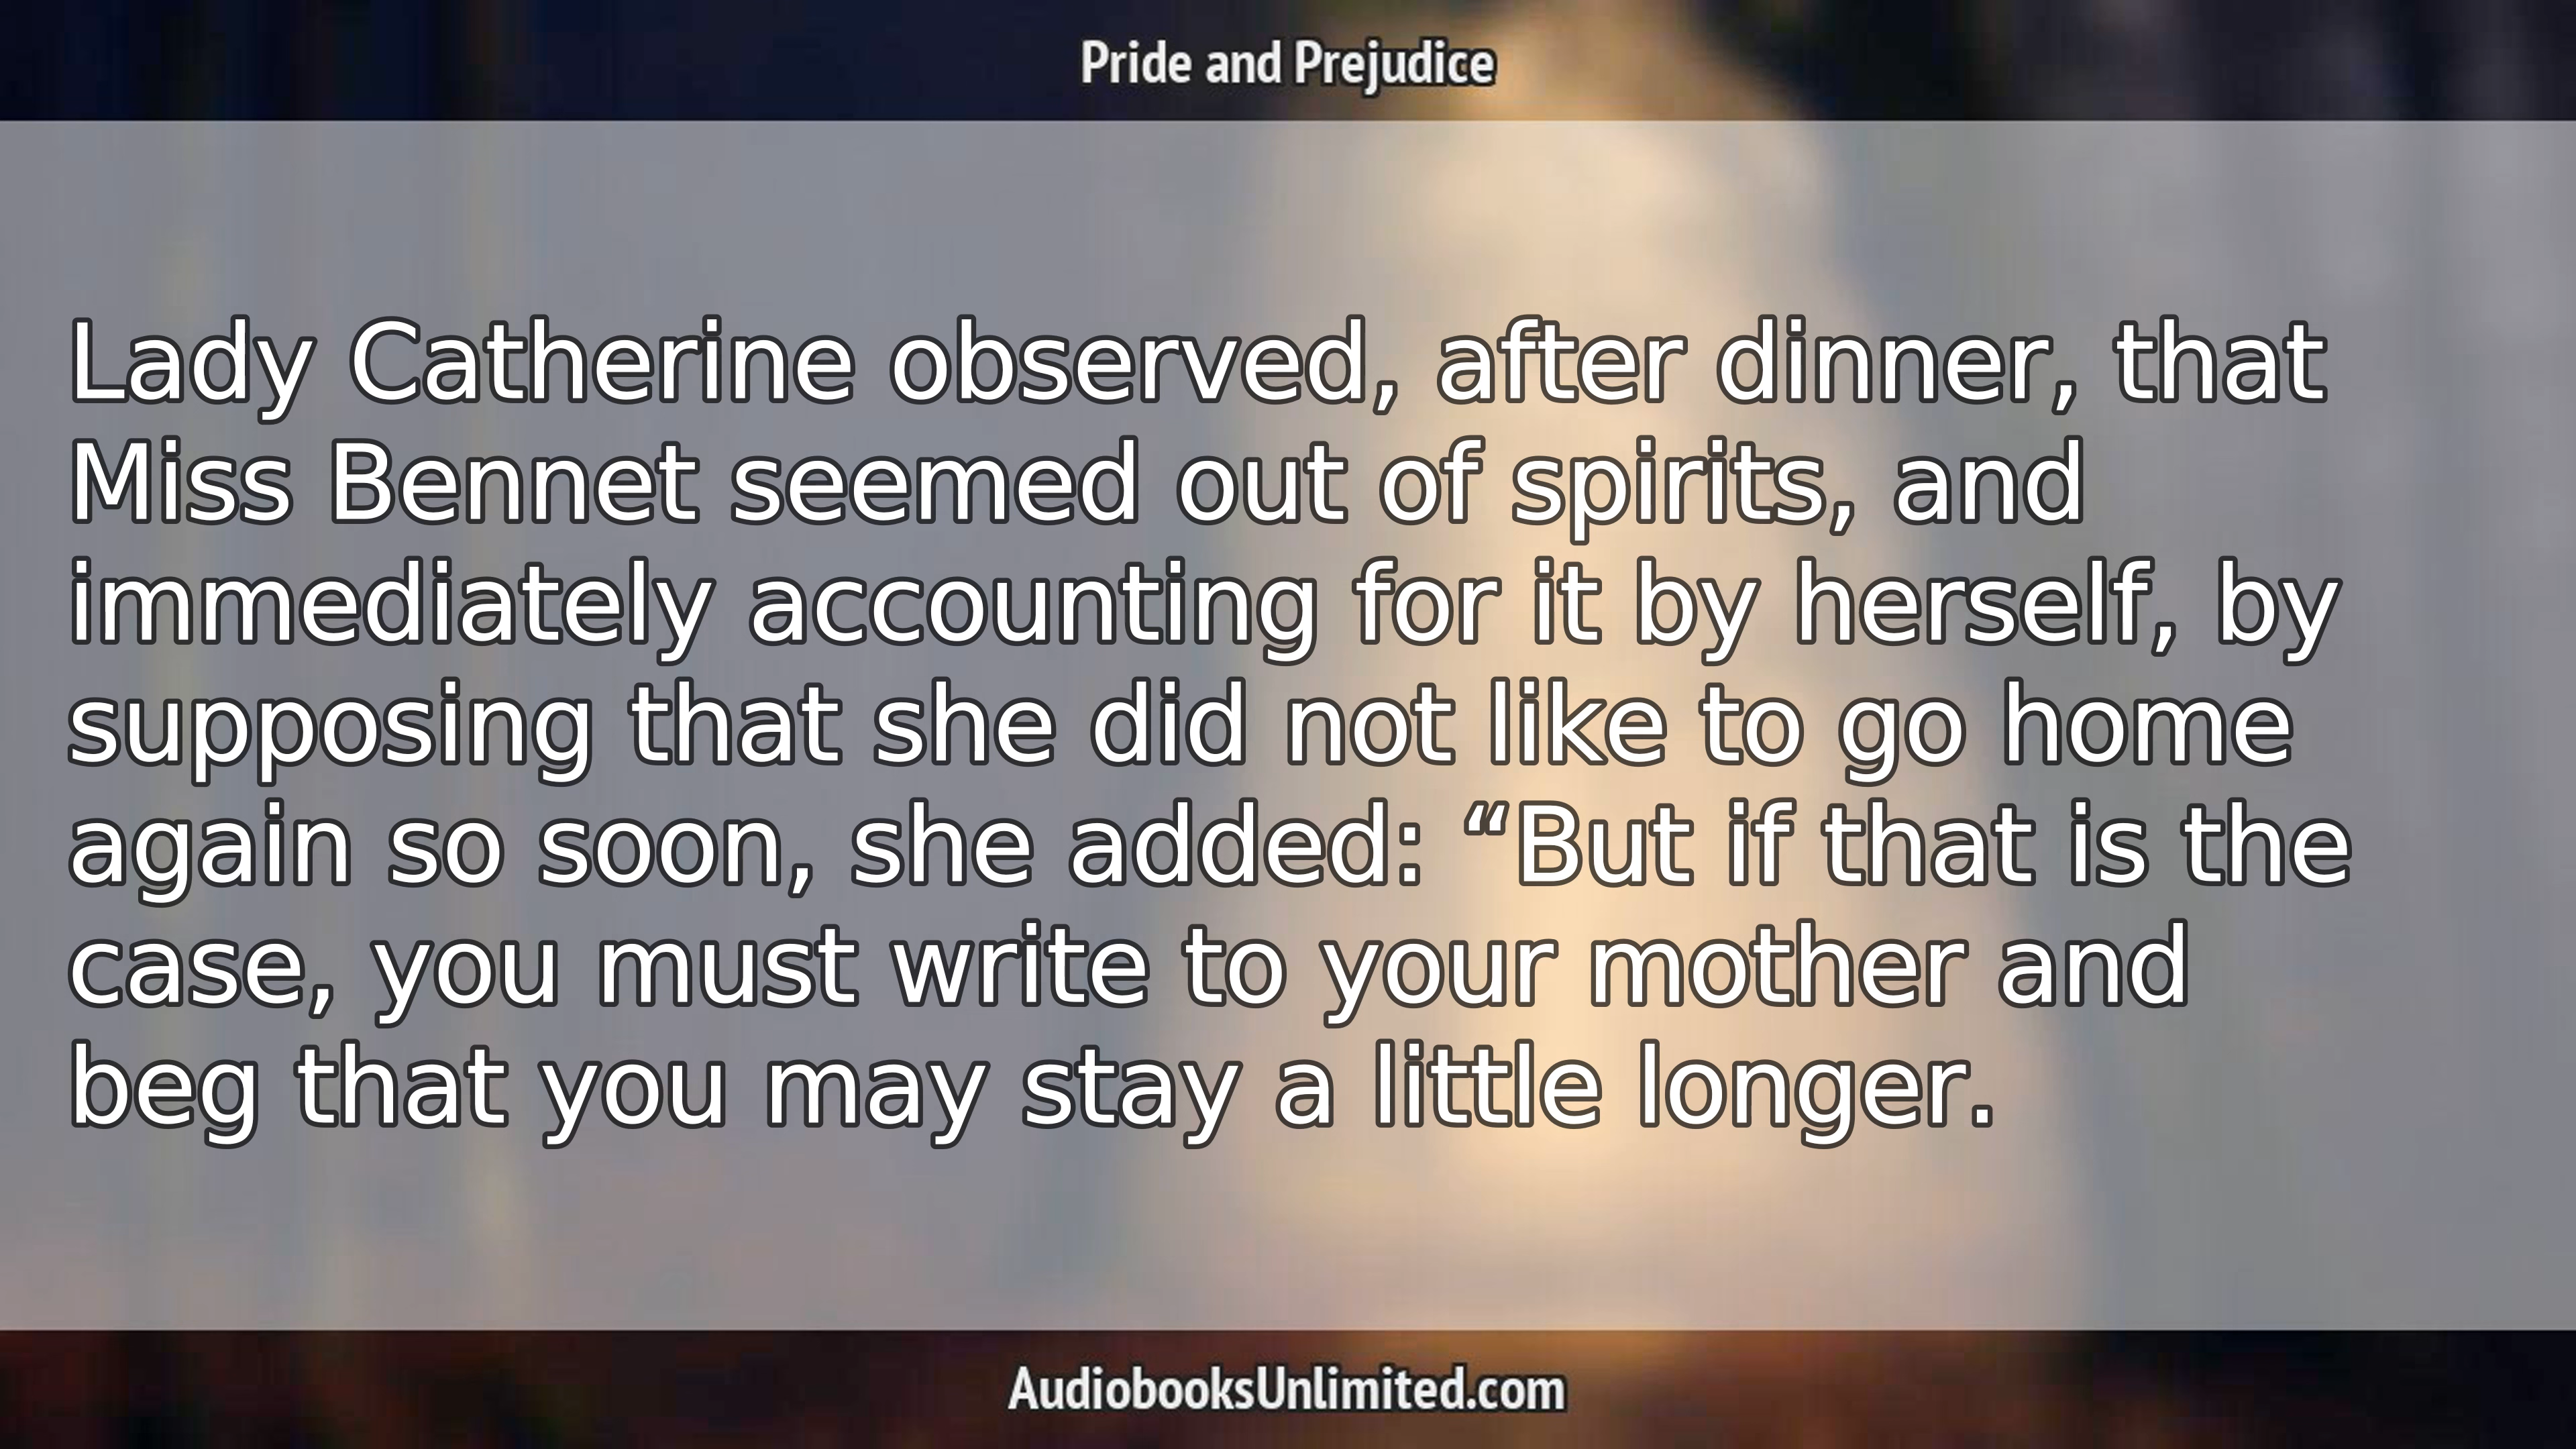 Pride and Prejudice
Lady Catherine observed, after dinner, that
Miss Bennet seemed out of spirits, and
immediately accounting for it by herself, by
supposing that she did not like to go home
again so soon, she added: “But if that is the
case, you must write to your mother and
beg that you may stay a little longer.
AudiobooksUnlimited.com